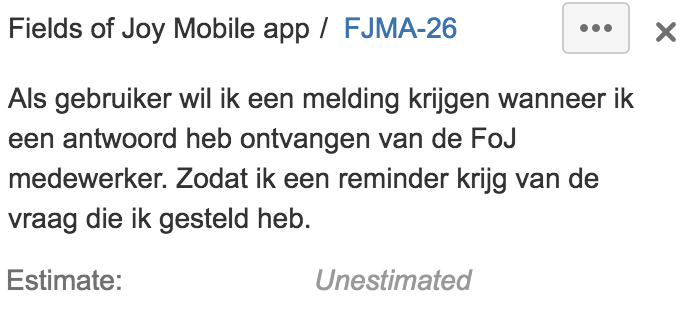 Fields of Joy Mobile app / FJMA-26
Als gebruiker wil ik een melding krijgen wanneer ik
een antwoord heb ontvangen van de FoJ
medewerker. Zodat ik een reminder krijg van de
vraag die ik gesteld heb.
Estimate: Unestimated